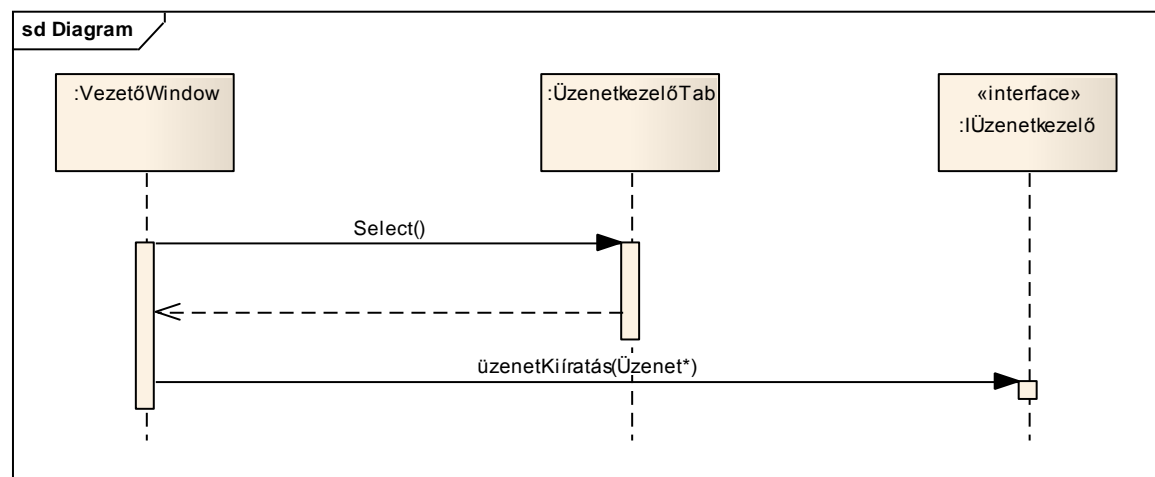 sd Diagram
:VezetőWindow
:ÜzenetkezelőTab
«interface»
:IÜzenetkezelő
Select()
üzenetKiíratás(Üzenet*)